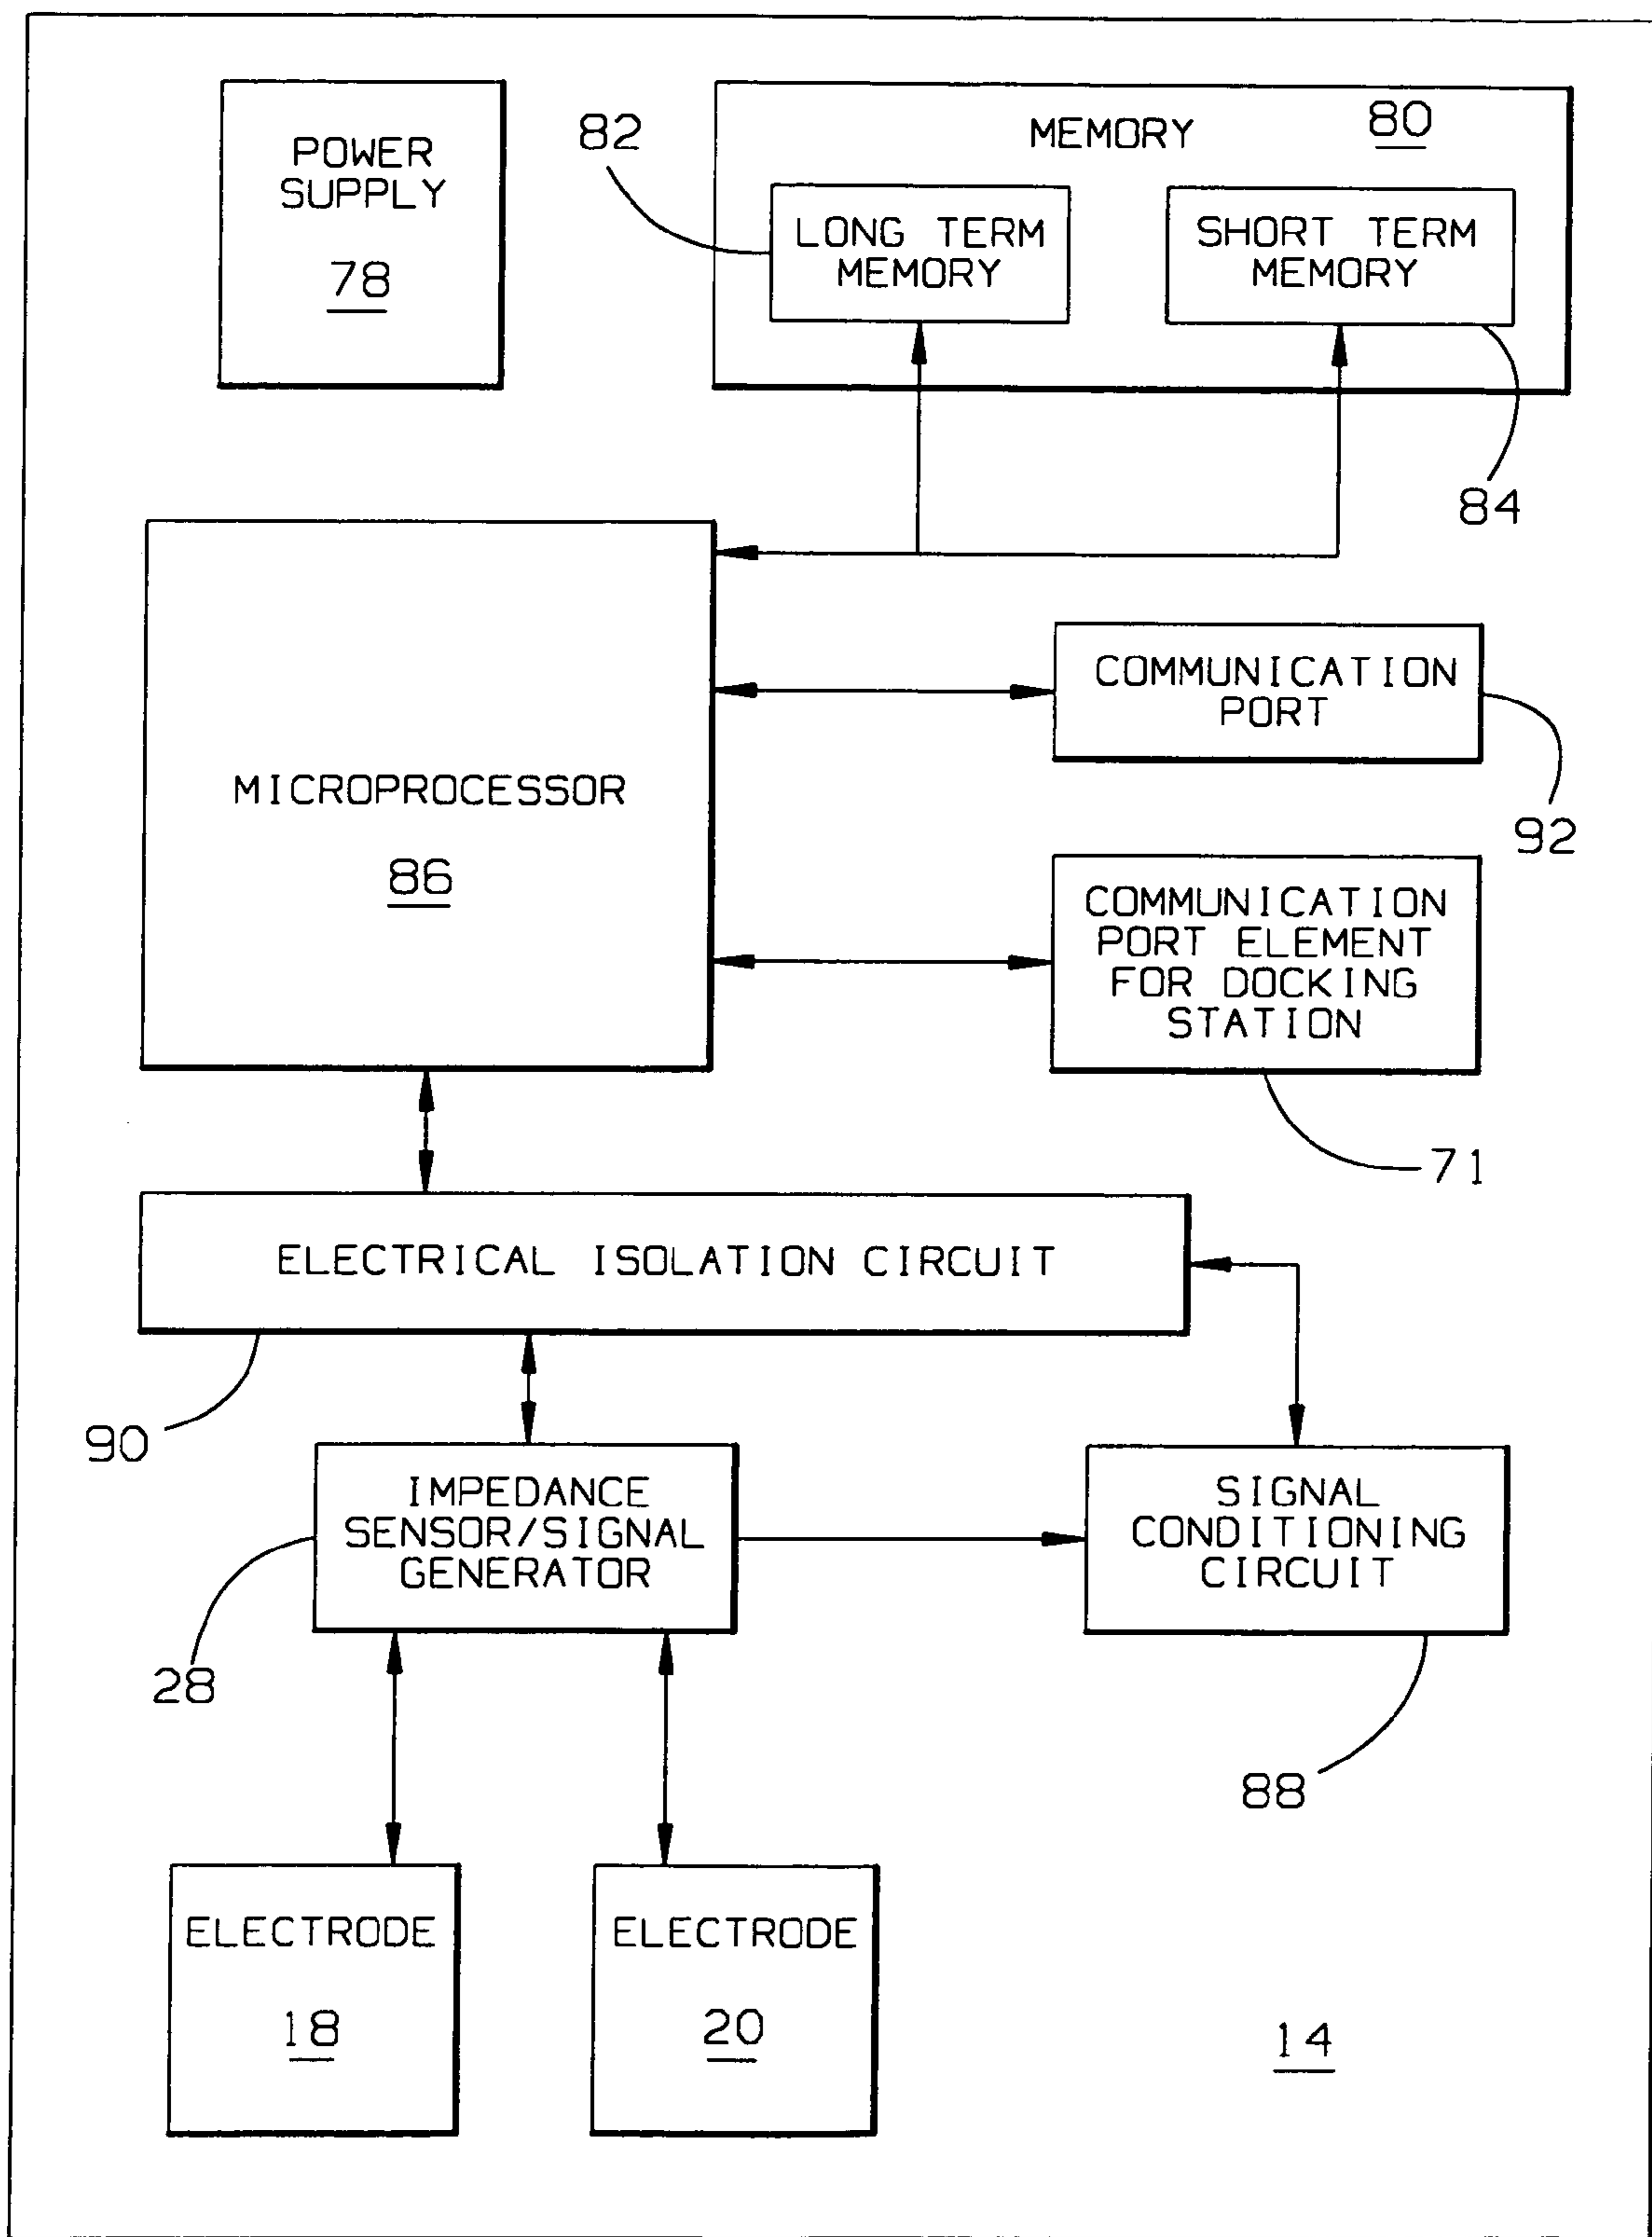 POWER
SUPPLY
78
82
MEMORY
80
LONG TERM
MEMORY
SHORT TERM
MEMORY
84
MICROPROCESSOR
86
COMMUNICATION
PORT
92
COMMUNICATION
PORT ELEMENT
FOR DOCKING
STATION
71
ELECTRICAL ISOLATION CIRCUIT
90
IMPEDANCE
SENSOR/SIGNAL
GENERATOR
28
SIGNAL
CONDITIONING
CIRCUIT
88
ELECTRODE
18
ELECTRODE
20
14